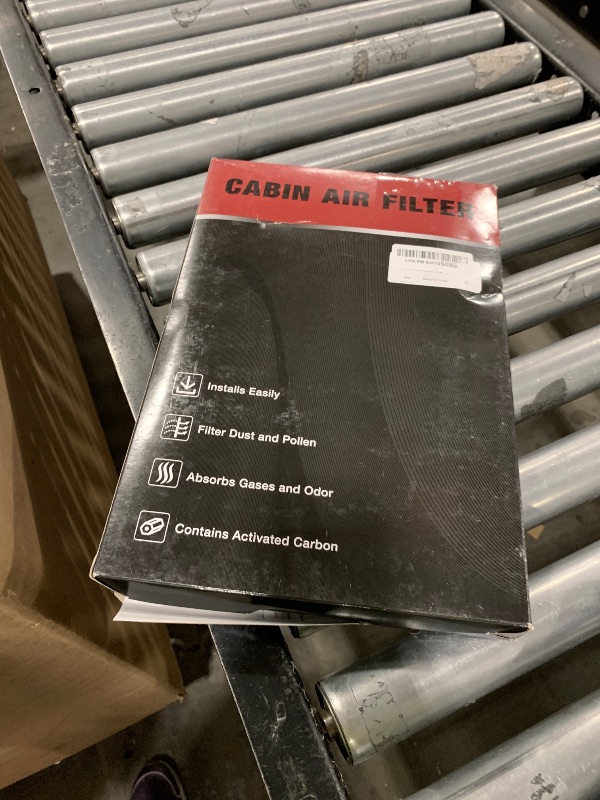 CABIN AIR FILTER
Installs Easily
Filter Dust and Pollen
Absorbs Gases and Odor
Contains Activated Carbon